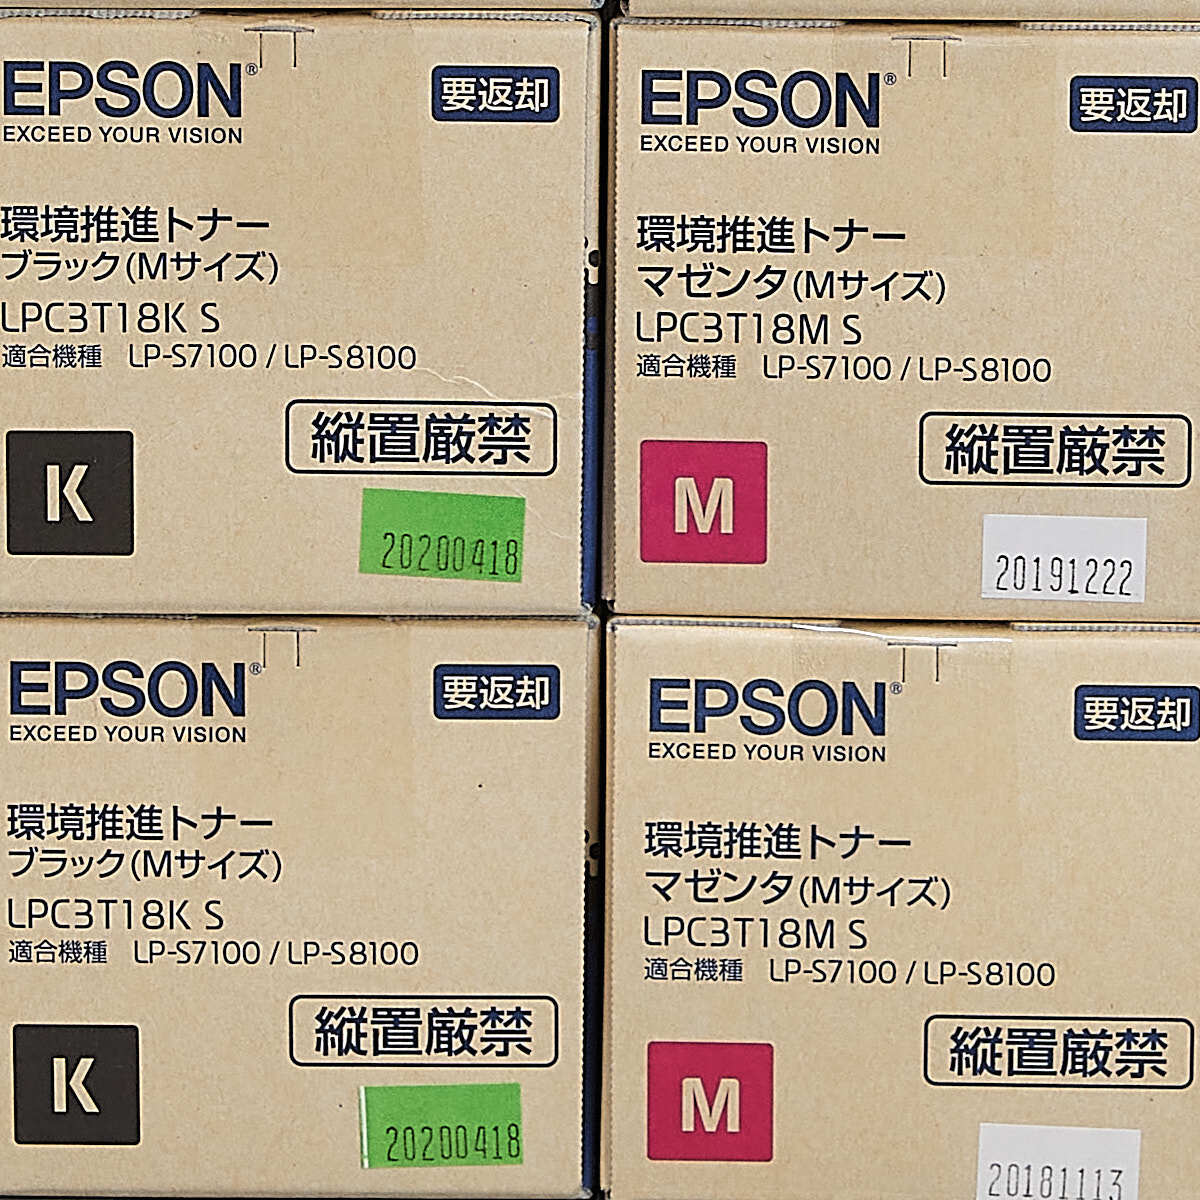 EPSON®
EXCEED YOUR VISION
要返却
環境推進トナー
ブラック(Mサイズ)
LPC3T18K S
適合機種 LP-S7100 / LP-S8100
縦置厳禁
K
20200418
EPSON®
EXCEED YOUR VISION
要返却
環境推進トナー
マゼンタ(Mサイズ)
LPC3T18M S
適合機種 LP-S7100 / LP-S8100
縦置厳禁
M
20191222
EPSON®
EXCEED YOUR VISION
要返却
環境推進トナー
ブラック(Mサイズ)
LPC3T18K S
適合機種 LP-S7100 / LP-S8100
縦置厳禁
K
20200418
EPSON®
EXCEED YOUR VISION
要返却
環境推進トナー
マゼンタ(Mサイズ)
LPC3T18M S
適合機種 LP-S7100 / LP-S8100
縦置厳禁
M
20181113